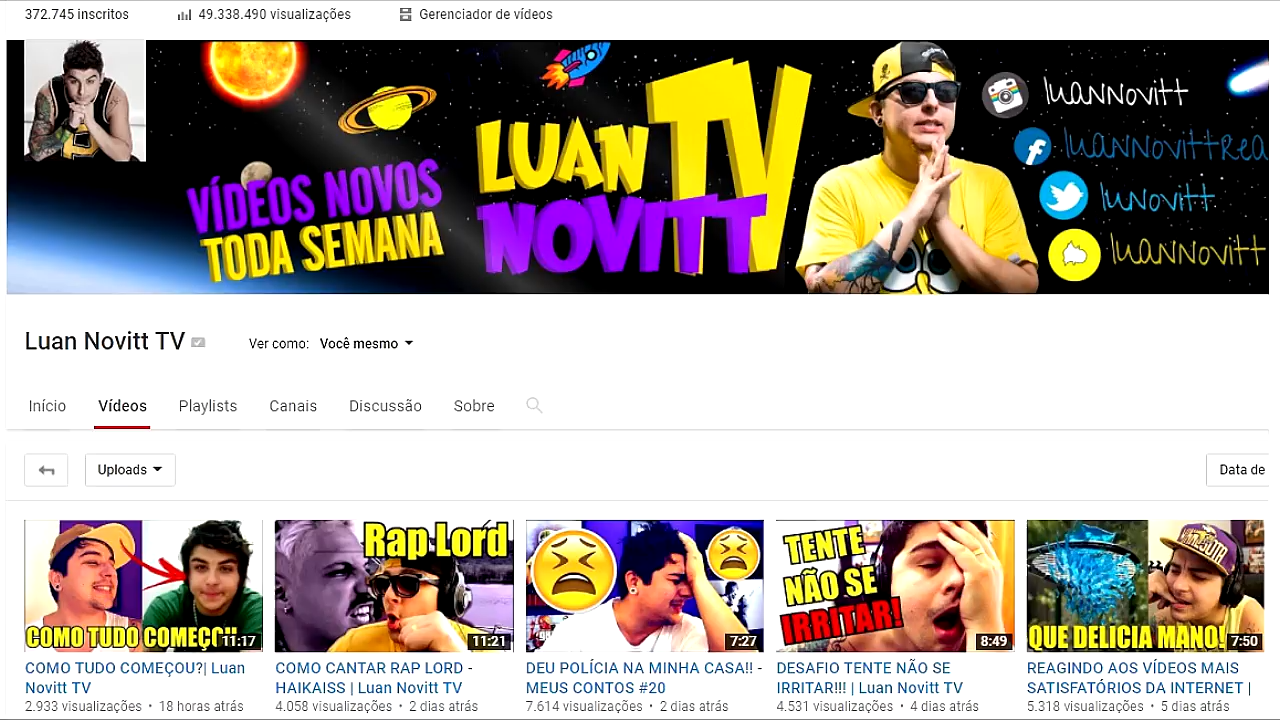 372.745 inscritos 49.338.490 visualizações Gerenciador de vídeos
VÍDEOS NOVOS
TODA SEMANA
LUAN TV
NOVITT
luannovitt
luannovittrea
lunovitt
luannovitt
Luan Novitt TV Ver como: Você mesmo
Início Vídeos Playlists Canais Discussão Sobre
Uploads Data de
COMO TUDO COMEÇOU 11:17
Rap Lord
11:21
7:27
TENTE
NÃO SE
IRRITAR!
8:49
QUE DELICIA MANO! 7:50
COMO TUDO COMEÇOU?| Luan
Novitt TV
2.933 visualizações • 18 horas atrás
COMO CANTAR RAP LORD -
HAIKAISS | Luan Novitt TV
4.058 visualizações • 2 dias atrás
DEU POLÍCIA NA MINHA CASA!! -
MEUS CONTOS #20
7.614 visualizações • 2 dias atrás
DESAFIO TENTE NÃO SE
IRRITAR!!! | Luan Novitt TV
4.531 visualizações • 4 dias atrás
REAGINDO AOS VÍDEOS MAIS
SATISFATÓRIOS DA INTERNET |
5.318 visualizações • 5 dias atrás